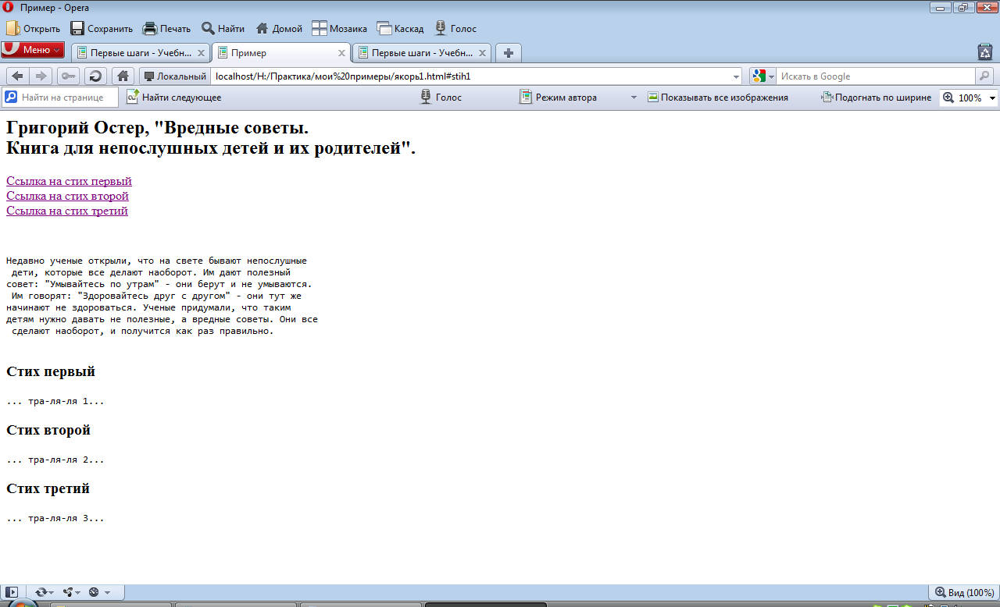 Пример - Opera
Открыть Сохранить Печать Найти Домой Мозаика Каскад Голос
Меню Первые шаги - Учебн... Пример Первые шаги - Учебн...
Локальный localhost/H:/Практика/мои%20примеры/якорь1.html#stih1 Искать в Google
Найти на странице Найти следующее Голос Режим автора Показывать все изображения Подогнать по ширине 100%
Григорий Остер, "Вредные советы.
Книга для непослушных детей и их родителей".
Ссылка на стих первый
Ссылка на стих второй
Ссылка на стих третий
Недавно ученые открыли, что на свете бывают непослушные
дети, которые все делают наоборот. Им дают полезный
совет: "Умывайтесь по утрам" - они берут и не умываются.
Им говорят: "Здоровайтесь друг с другом" - они тут же
начинают не здороваться. Ученые придумали, что таким
детям нужно давать не полезные, а вредные советы. Они все
сделают наоборот, и получится как раз правильно.
Стих первый
... тра-ля-ля 1...
Стих второй
... тра-ля-ля 2...
Стих третий
... тра-ля-ля 3...
Вид (100%)